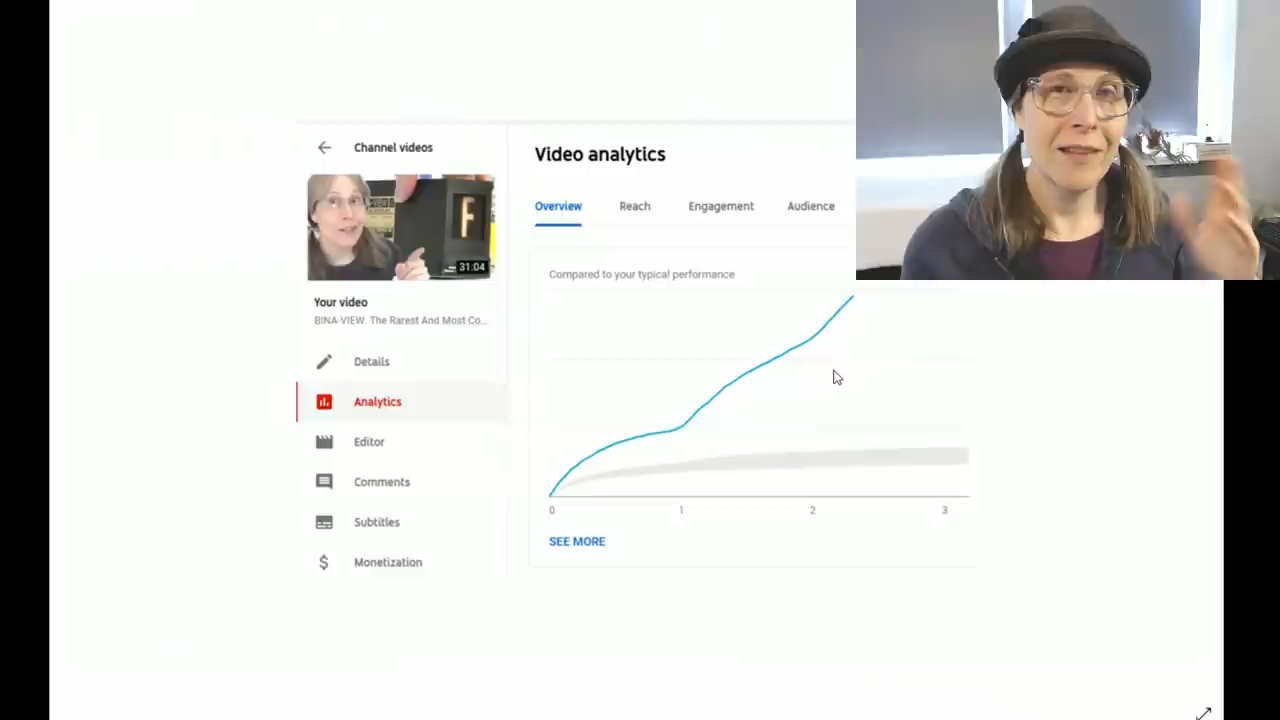 Channel videos
F
31:04
Your video
BINA-VIEW The Rarest And Most Co...
Details
Analytics
Editor
Comments
Subtitles
$ Monetization
Video analytics
Overview Reach Engagement Audience
Compared to your typical performance
0 1 2 3
SEE MORE